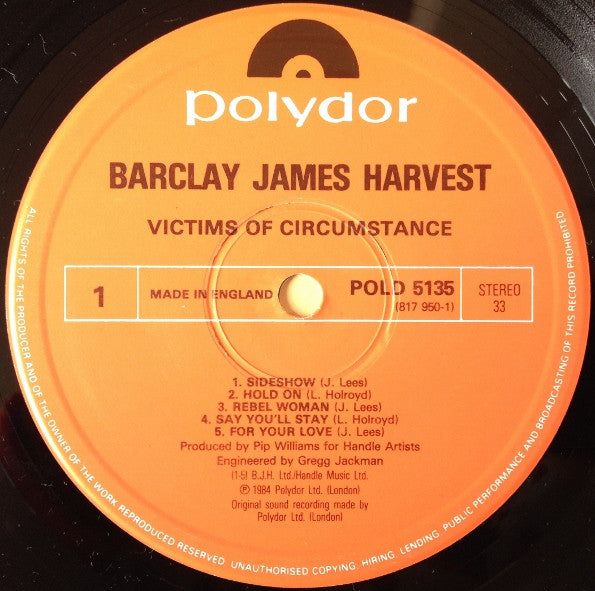 polydor
BARCLAY JAMES HARVEST
VICTIMS OF CIRCUMSTANCE
1
MADE IN ENGLAND
POLD 5135
(817 950-1)
STEREO
33
1. SIDESHOW (J. Lees)
2. HOLD ON (L. Holroyd)
3. REBEL WOMAN (J. Lees)
4. SAY YOU'LL STAY (L. Holroyd)
5. FOR YOUR LOVE (J. Lees)
Produced by Pip Williams for Handle Artists
Engineered by Gregg Jackman
(1-5) B.J.H. Ltd./Handle Music Ltd.
℗ 1984 Polydor Ltd. (London)
Original sound recording made by
Polydor Ltd. (London)
ALL RIGHTS OF THE PRODUCER AND OF THE OWNER OF THE WORK REPRODUCED RESERVED. UNAUTHORISED COPYING, HIRING, LENDING, PUBLIC PERFORMANCE AND BROADCASTING OF THIS RECORD PROHIBITED